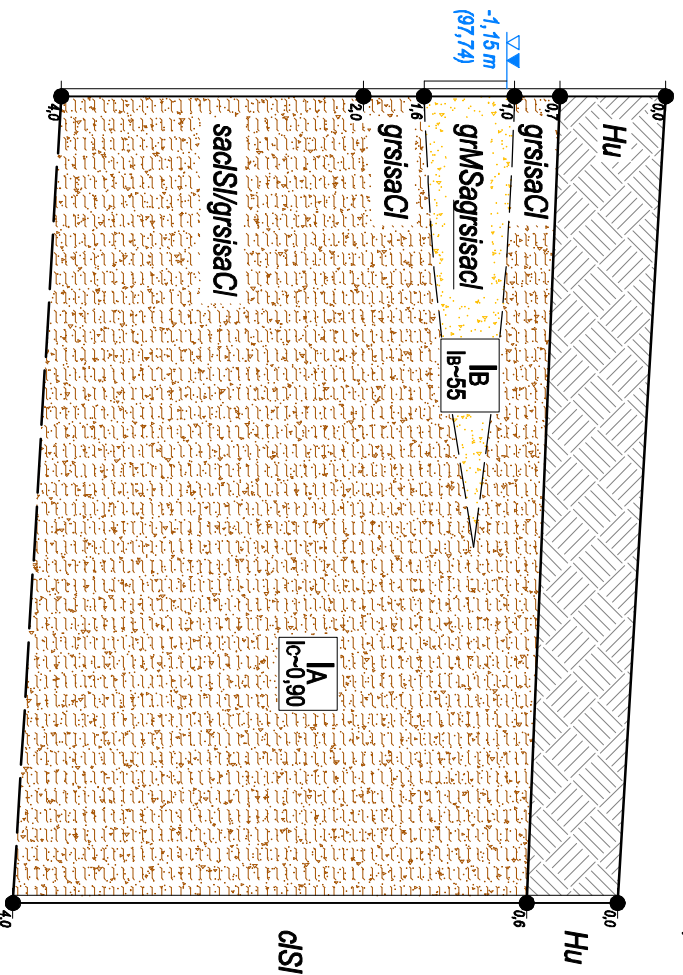 0,0
Hu
0,7
grsisaCl
1,0
grMSagrsisacl
1,6
grsisaCl
2,0
saclSl/grsisaCl
4,0
-1,15 m
(97,74)
IB
IB~55
IA
IC~0,90
0,0
Hu
0,6
clSl
4,0